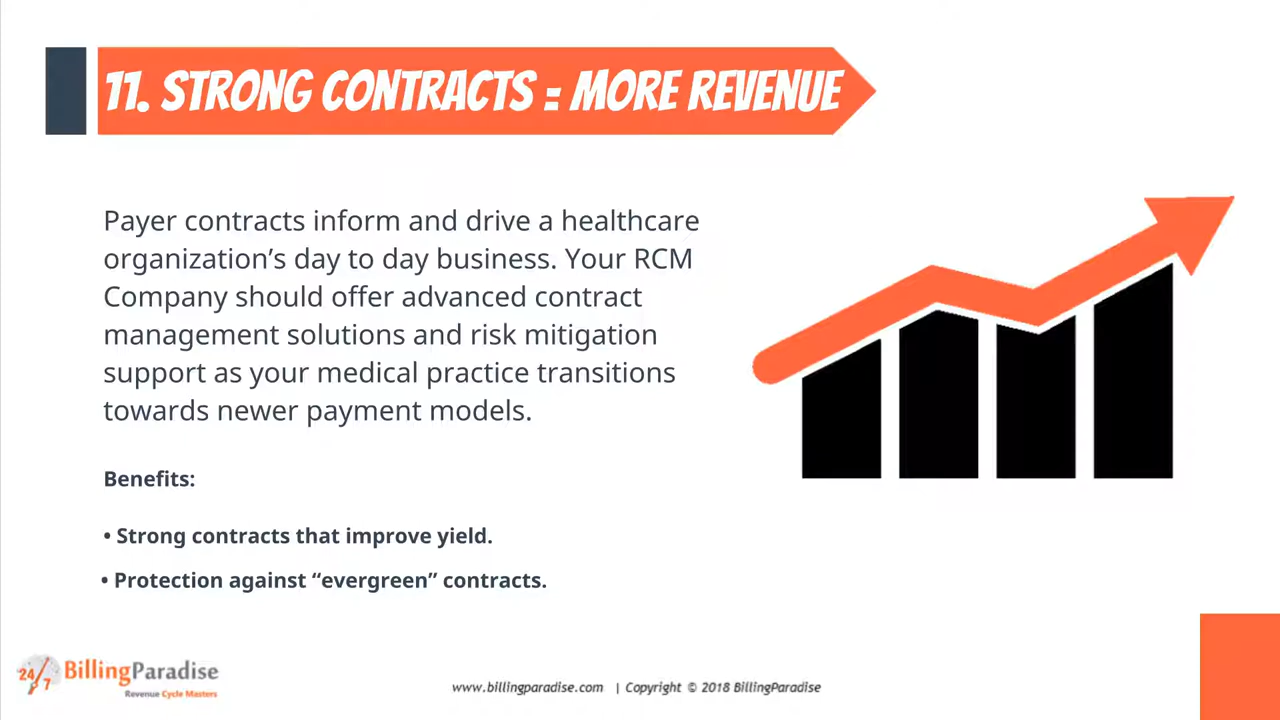 11. STRONG CONTRACTS = MORE REVENUE
Payer contracts inform and drive a healthcare
organization’s day to day business. Your RCM
Company should offer advanced contract
management solutions and risk mitigation
support as your medical practice transitions
towards newer payment models.
Benefits:
• Strong contracts that improve yield.
• Protection against “evergreen” contracts.
24/7 BillingParadise
Revenue Cycle Masters
www.billingparadise.com | Copyright © 2018 BillingParadise